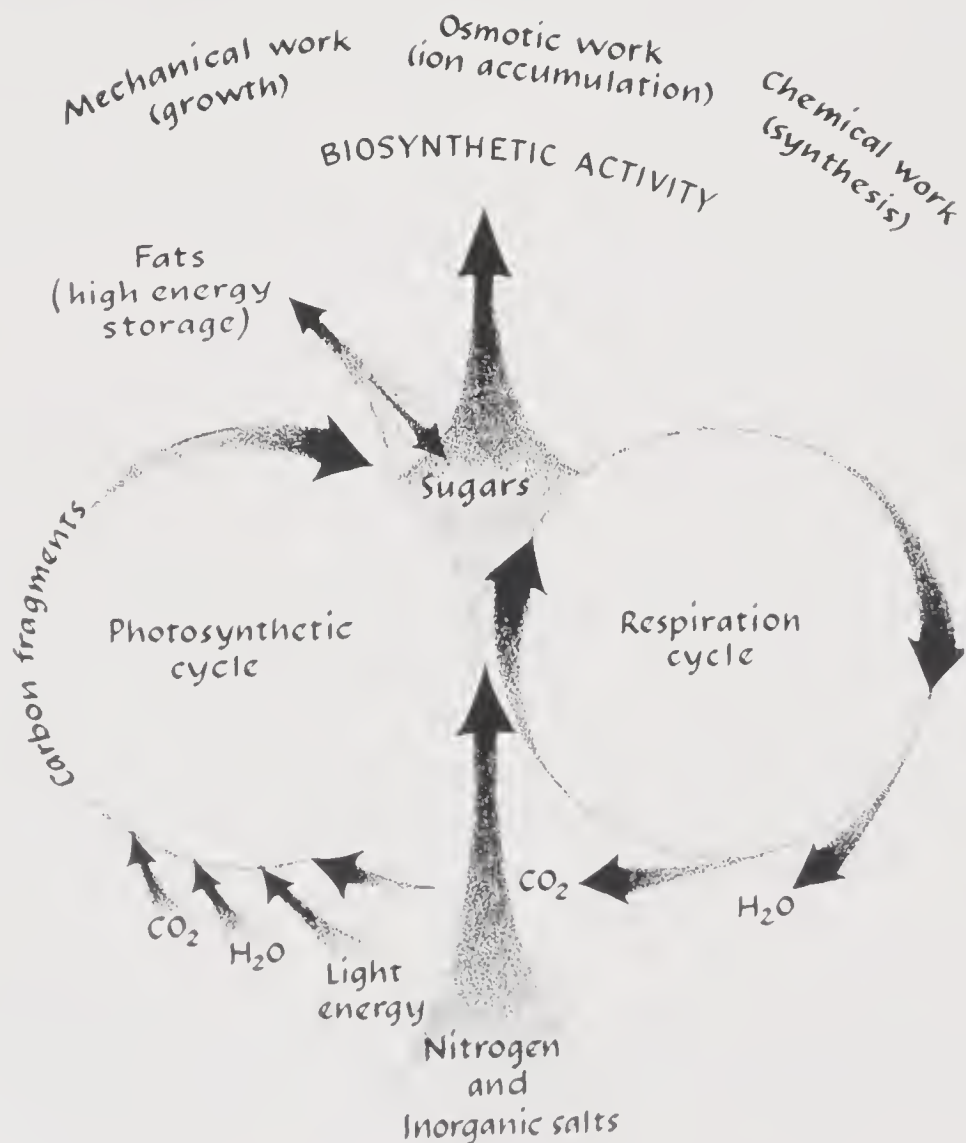 Mechanical work
(growth)
Osmotic work
(ion accumulation)
Chemical work
(synthesis)
BIOSYNTHETIC ACTIVITY
Fats
(high energy
storage)
Sugars
Carbon fragments
Photosynthetic
cycle
Respiration
cycle
CO₂
H₂O
Light
energy
CO₂
H₂O
Nitrogen
and
Inorganic salts